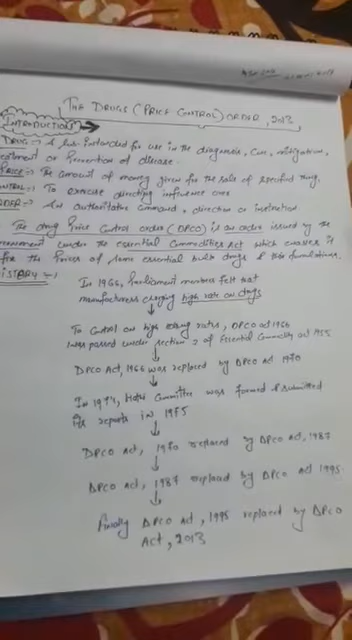 THE DRUGS (PRICE CONTROL) ORDER, 2013
INTRODUCTION
DRUG → A Sub. intended for use in the diagnosis, Cure, mitigation,
treatment or Prevention of disease.
PRICE → The amount of money given for the sale of specified thing.
CONTROL → To exercise directing influence over
ORDER → An authoritative command, direction or instruction
The drug Price Control order (DPCO) is an order issued by the
Government under the essential Commodities Act which enables it
fix the Prices of some essential bulk drugs & their formulations.
HISTORY →
In 1966, Parliament members felt that
manufacturers charging high rate on drugs
To Control on high rates, DPCO act 1966
was passed under section 3 of Essential Commodity act 1955
DPCO Act, 1966 was replaced by DPCO act 1970
In 1974, Hathi Committee was formed & submitted
its reports in 1975
DPCO Act, 1970 replaced by DPCO Act, 1987
DPCO Act, 1987 replaced by DPCO Act 1995
Finally DPCO Act, 1995 replaced by DPCO
Act, 2013